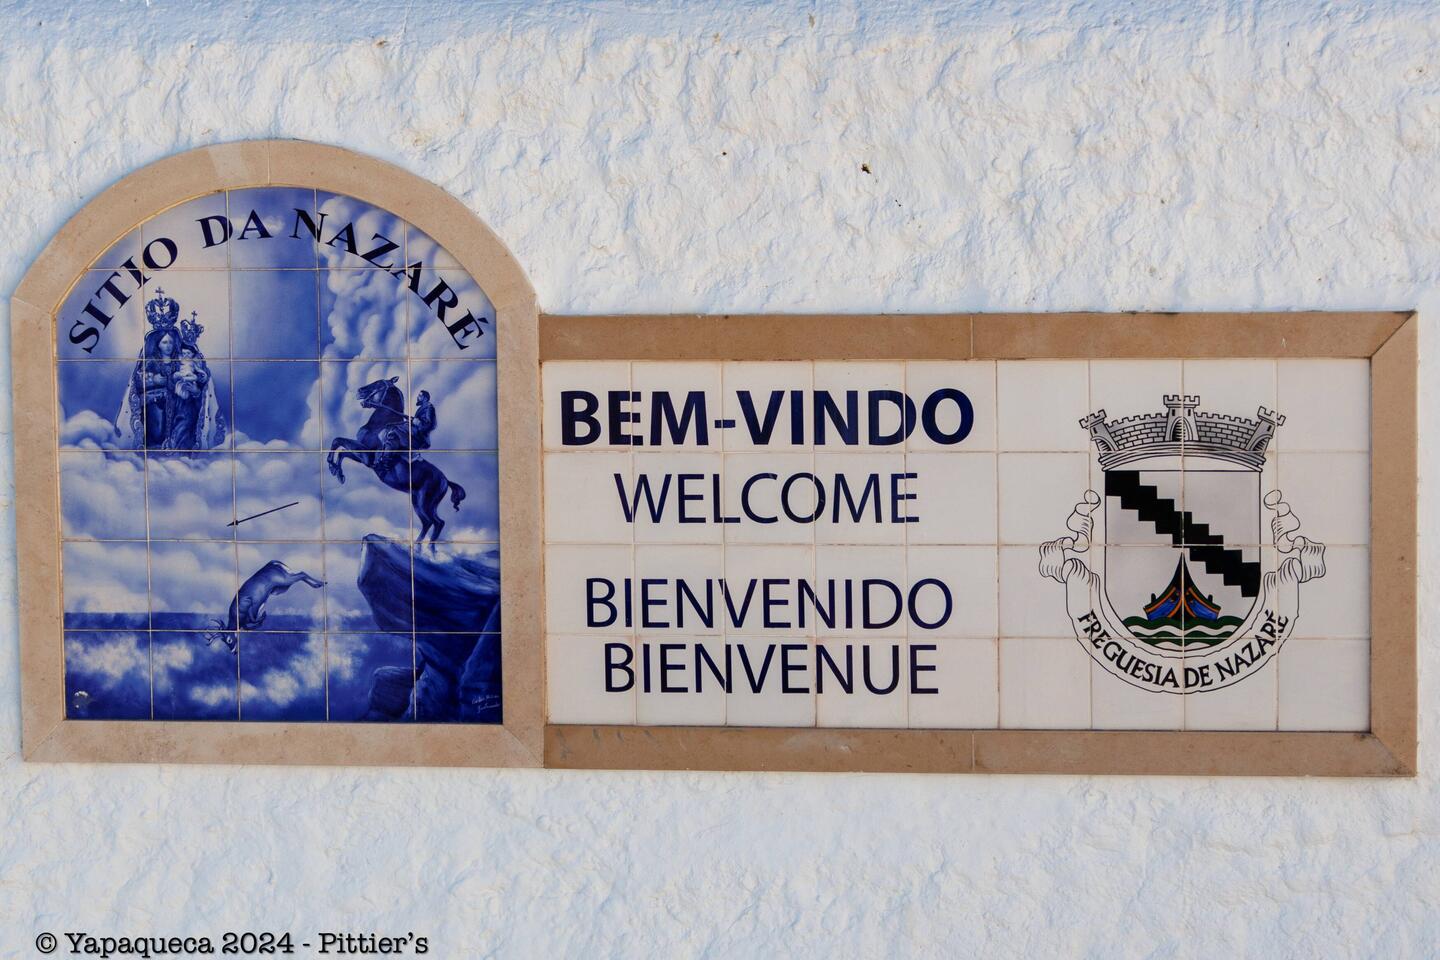 SITIO DA NAZARÉ
BEM-VINDO
WELCOME
BIENVENIDO
BIENVENUE
FREGUESIA DE NAZARÉ
© Yapaqueca 2024 - Pittier's